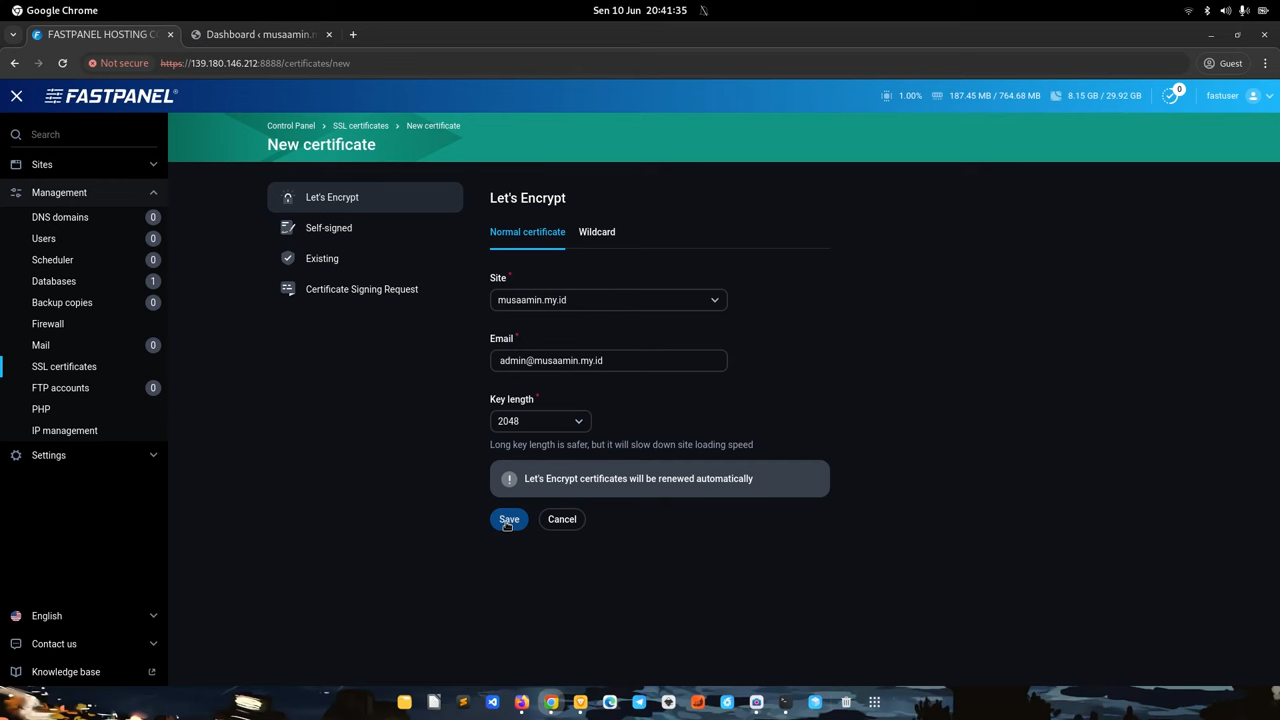 Google Chrome
Sen 10 Jun 20:41:35
FASTPANEL HOSTING C
Dashboard ‹ musaamin.m
Not secure
https://139.180.146.212:8888/certificates/new
Guest
FASTPANEL
1.00%
187.45 MB / 764.68 MB
8.15 GB / 29.92 GB
0
fastuser
Search
Sites
Management
DNS domains 0
Users 0
Scheduler 0
Databases 1
Backup copies 0
Firewall
Mail 0
SSL certificates
FTP accounts 0
PHP
IP management
Settings
English
Contact us
Knowledge base
Control Panel > SSL certificates > New certificate
New certificate
Let's Encrypt
Self-signed
Existing
Certificate Signing Request
Let's Encrypt
Normal certificate
Wildcard
Site *
musaamin.my.id
Email *
admin@musaamin.my.id
Key length *
2048
Long key length is safer, but it will slow down site loading speed
Let's Encrypt certificates will be renewed automatically
Save
Cancel